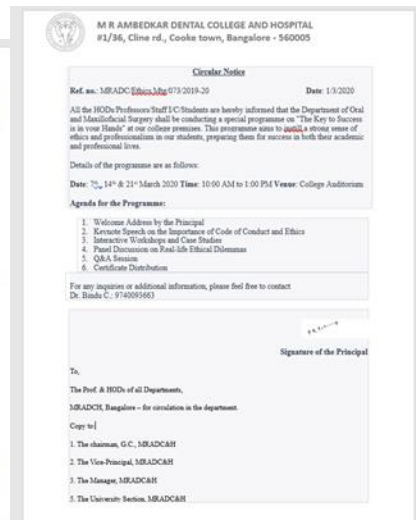 M R AMBEDKAR DENTAL COLLEGE AND HOSPITAL
#1/36, Cline rd., Cooke town, Bangalore - 560005
Circular Notice
Ref. no.: MRADC/Ethics.Mtg/073/2019-20 Date: 1/3/2020
All the HODs/Professors/Staff I/C/Students are hereby informed that the Department of Oral
and Maxillofacial Surgery shall be conducting a special programme on "The Key to Success
is in your Hands" at our college premises. This programme aims to instill a strong sense of
ethics and professionalism in our students, preparing them for success in both their academic
and professional lives.
Details of the programme are as follows:
Date: 7th, 14th & 21st March 2020 Time: 10:00 AM to 1:00 PM Venue: College Auditorium
Agenda for the Programme:
1. Welcome Address by the Principal
2. Keynote Speech on the Importance of Code of Conduct and Ethics
3. Interactive Workshops and Case Studies
4. Panel Discussion on Real-life Ethical Dilemmas
5. Q&A Session
6. Certificate Distribution
For any inquiries or additional information, please feel free to contact
Dr. Bindu C.: 9740093663
Signature of the Principal
To,
The Prof. & HODs of all Departments,
MRADCH, Bangalore – for circulation in the department.
Copy to:
1. The chairman, G.C., MRADC&H
2. The Vice-Principal, MRADC&H
3. The Manager, MRADC&H
5. The University Section, MRADC&H